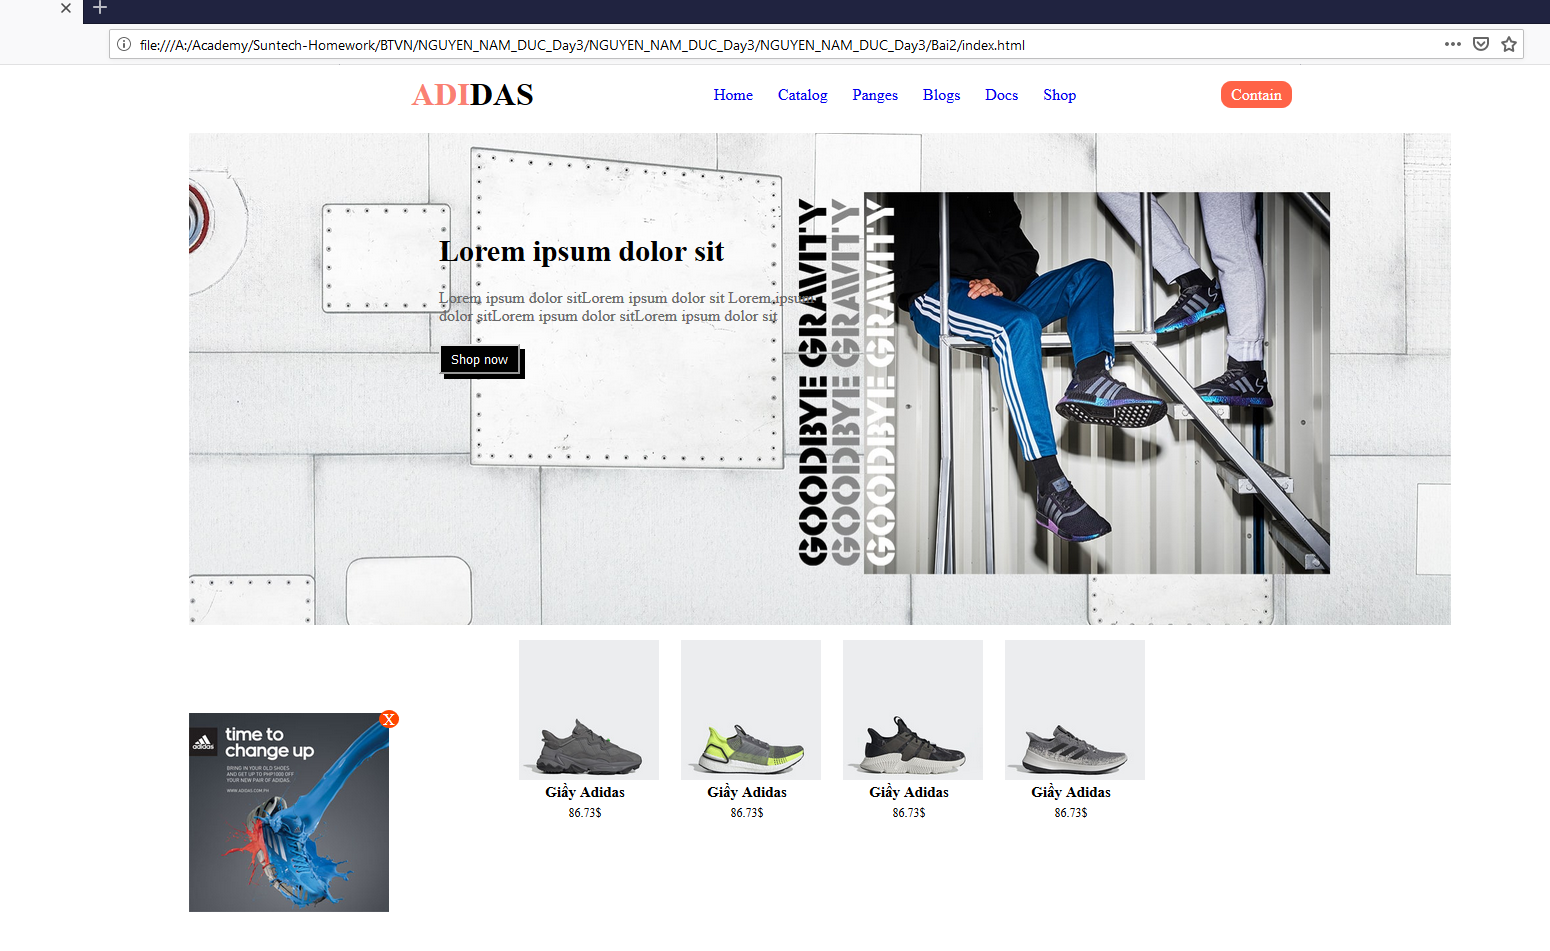 file:///A:/Academy/Suntech-Homework/BTVN/NGUYEN_NAM_DUC_Day3/NGUYEN_NAM_DUC_Day3/NGUYEN_NAM_DUC_Day3/Bai2/index.html
ADIDAS
Home Catalog Panges Blogs Docs Shop
Contain
Lorem ipsum dolor sit
Lorem ipsum dolor sitLorem ipsum dolor sit Lorem ipsum
dolor sitLorem ipsum dolor sitLorem ipsum dolor sit
Shop now
GOODBYE GRAVITY
GOODBYE GRAVITY
GOODBYE GRAVITY
Giầy Adidas
86.73$
Giầy Adidas
86.73$
Giầy Adidas
86.73$
Giầy Adidas
86.73$
X
adidas
time to
change up
BRING IN YOUR OLD SHOES
AND GET UP TO PHP1000 OFF
YOUR NEW PAIR OF ADIDAS.
WWW.ADIDAS.COM.PH